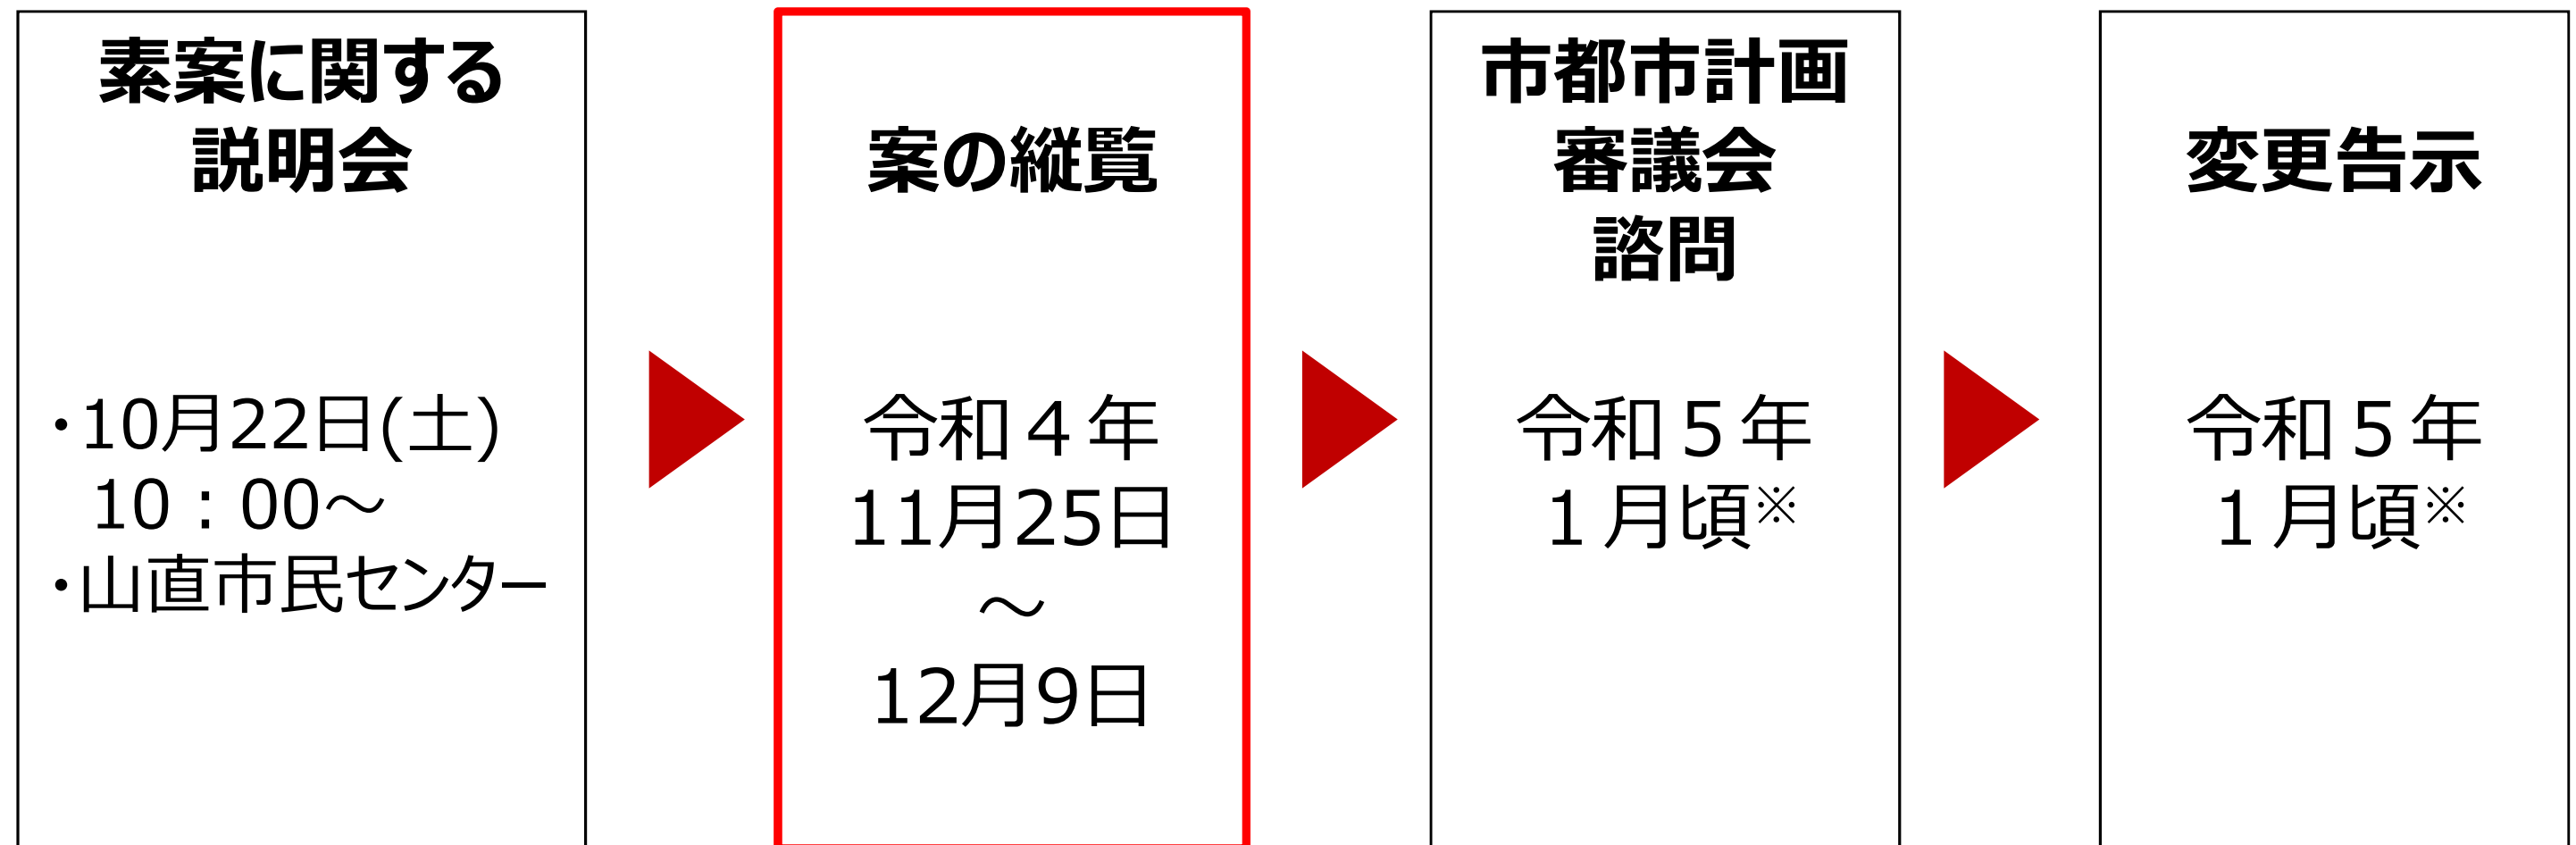 素案に関する
説明会
・10月22日(土)
10：00～
・山直市民センター
案の縦覧
令和４年
11月25日
～
12月9日
市都市計画
審議会
諮問
令和５年
１月頃※
変更告示
令和５年
１月頃※